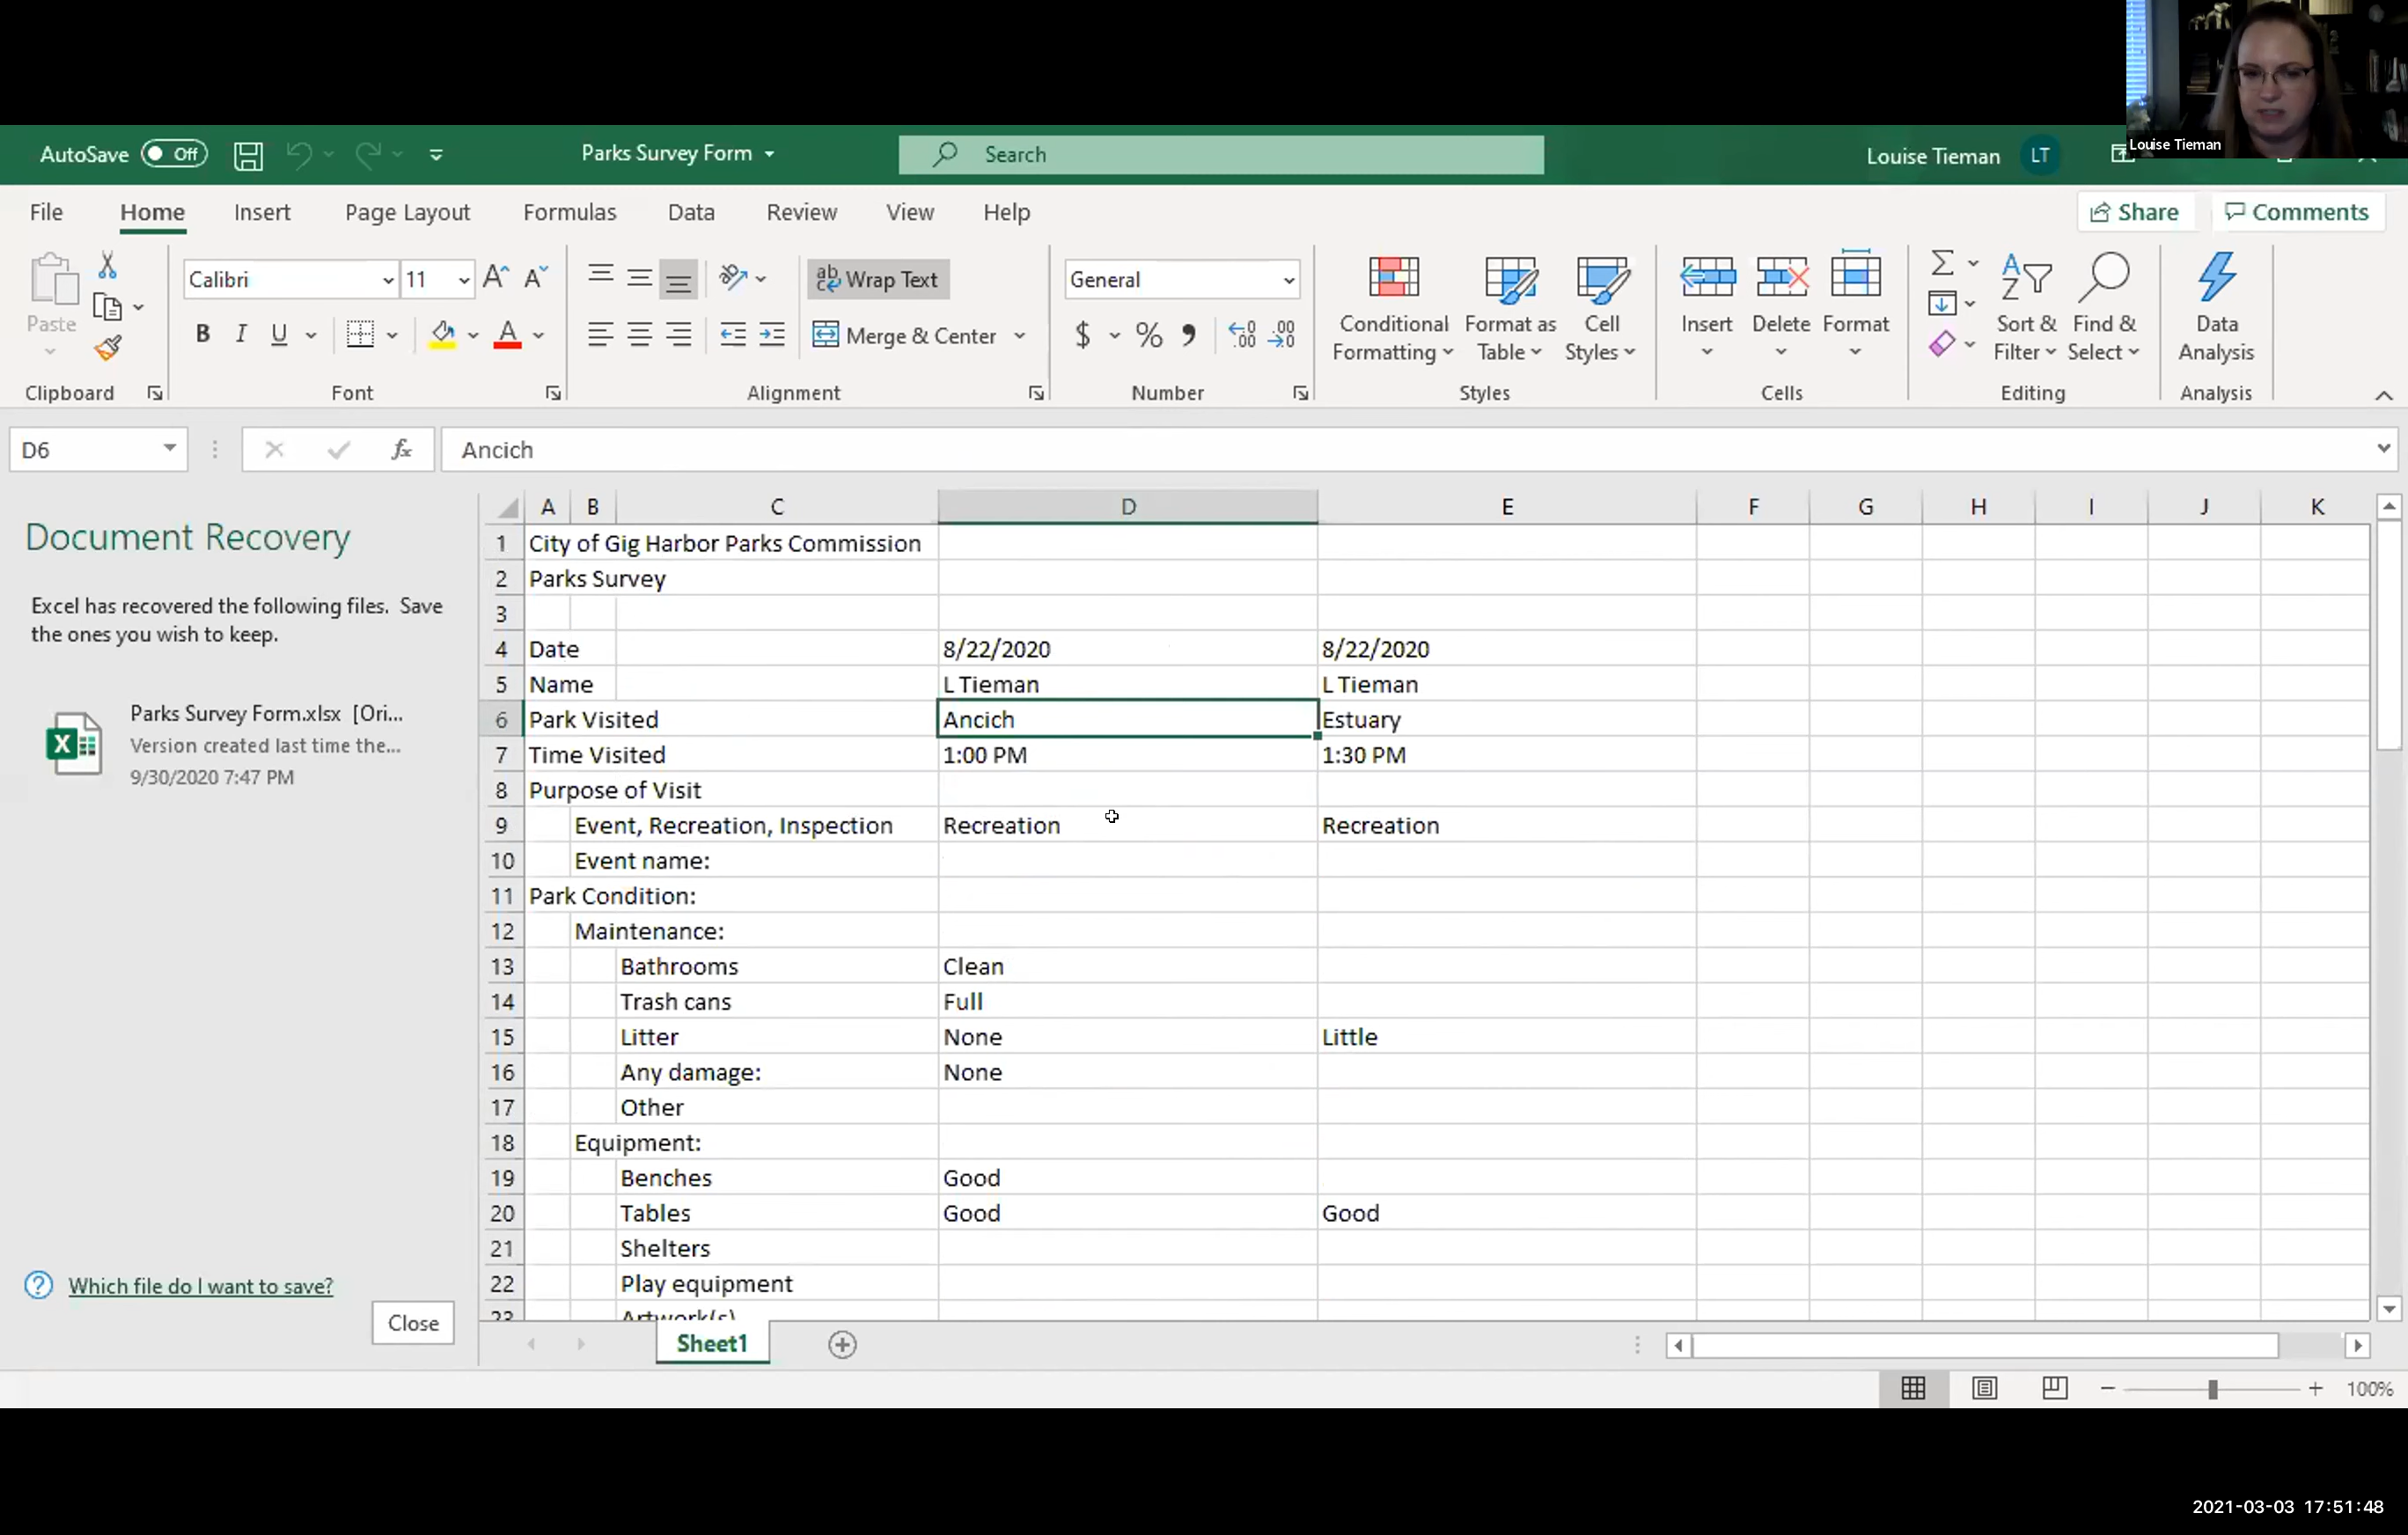 AutoSave Off Parks Survey Form Search Louise Tieman LT
Louise Tieman
File Home Insert Page Layout Formulas Data Review View Help Share Comments
Calibri 11 Wrap Text General
Paste B I U A Merge & Center $ % Conditional Formatting Format as Table Cell Styles Insert Delete Format Sort & Filter Find & Select Data Analysis
Clipboard Font Alignment Number Styles Cells Editing Analysis
D6 fx Ancich
Document Recovery
Excel has recovered the following files. Save
the ones you wish to keep.
Parks Survey Form.xlsx [Ori...
Version created last time the...
9/30/2020 7:47 PM
Which file do I want to save?
Close
A B C D E F G H I J K
1 City of Gig Harbor Parks Commission
2 Parks Survey
3
4 Date 8/22/2020 8/22/2020
5 Name L Tieman L Tieman
6 Park Visited Ancich Estuary
7 Time Visited 1:00 PM 1:30 PM
8 Purpose of Visit
9 Event, Recreation, Inspection Recreation Recreation
10 Event name:
11 Park Condition:
12 Maintenance:
13 Bathrooms Clean
14 Trash cans Full
15 Litter None Little
16 Any damage: None
17 Other
18 Equipment:
19 Benches Good
20 Tables Good Good
21 Shelters
22 Play equipment
23 Artwork(s)
Sheet1
100%
2021-03-03 17:51:48